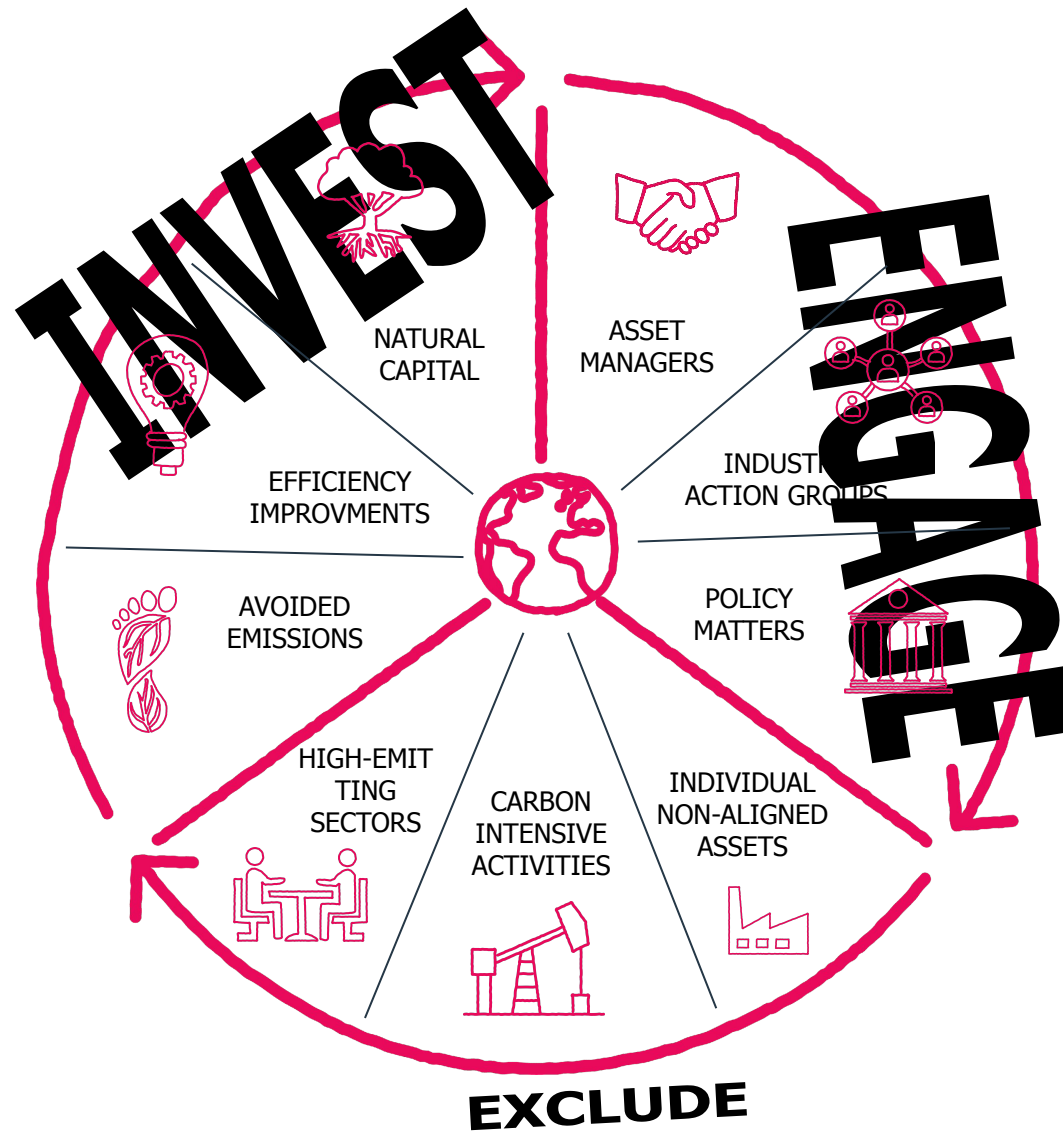 INVEST
ENGAGE
NATURAL
CAPITAL
ASSET
MANAGERS
EFFICIENCY
IMPROVMENTS
INDUSTR
ACTION GROUPS
AVOIDED
EMISSIONS
POLICY
MATTERS
HIGH-EMIT
TING
SECTORS
CARBON
INTENSIVE
ACTIVITIES
INDIVIDUAL
NON-ALIGNED
ASSETS
EXCLUDE